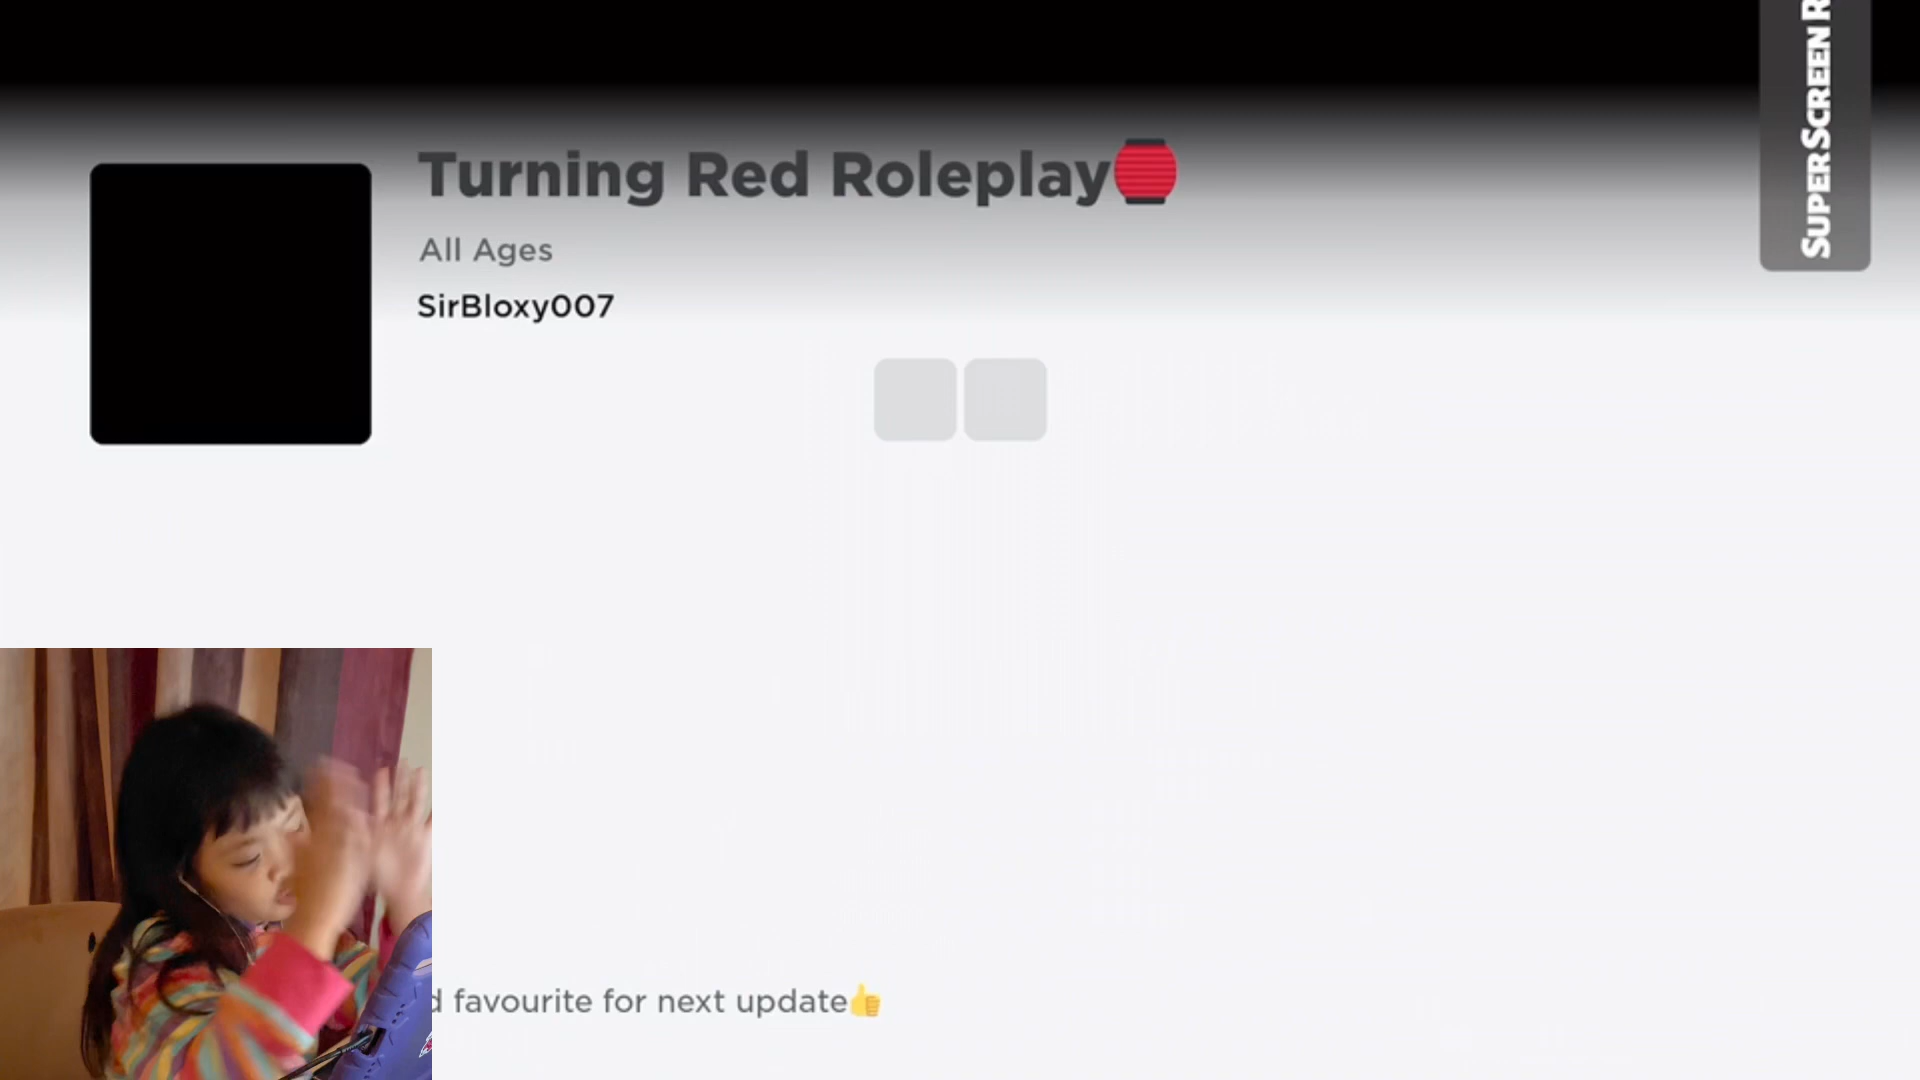 Turning Red Roleplay🏮
All Ages
SirBloxy007
SUPERSCREEN
favourite for next update👍